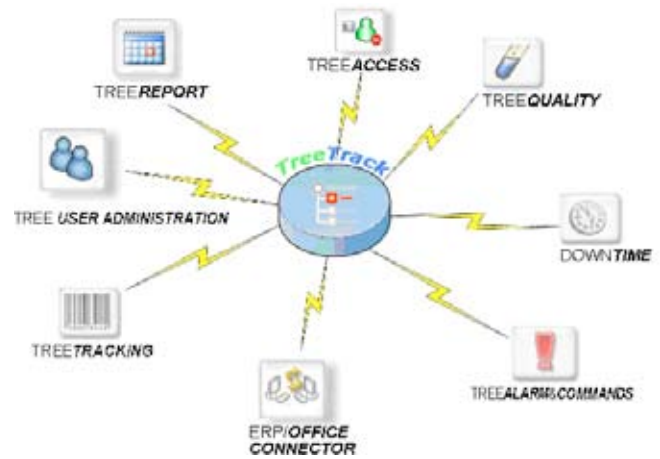 TREEACCESS
TREEREPORT
TREEQUALITY
TreeTrack
TREE USER ADMINISTRATION
DOWNTIME
TREETRACKING
TREEALARM&COMMANDS
ERP/OFFICE
CONNECTOR